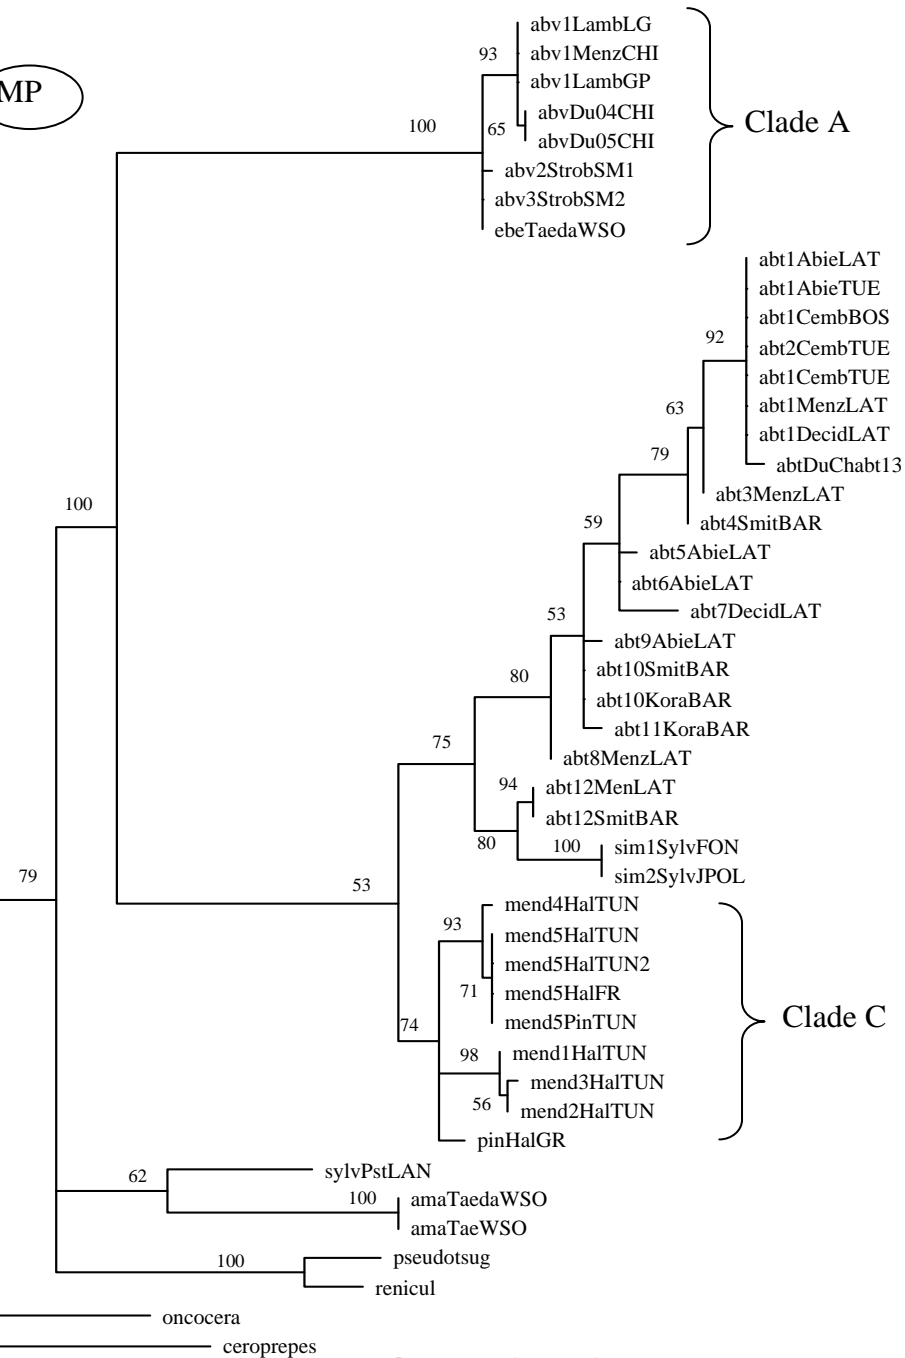 abv1LambLG
93 abv1MenzCHI
MP abv1LambGP
abvDu04CHI
100 65 Clade A
abvDu05CHI
abv2StrobSM1
abv3StrobSM2
ebeTaedaWSO
abt1AbieLAT
abt1AbieTUE
abt1CembBOS
92 abt2CembTUE
abt1CembTUE
63 abt1MenzLAT
abt1DecidLAT
79 abtDuChabt13
abt3MenzLAT
100
59 abt4SmitBAR
abt5AbieLAT
abt6AbieLAT
53 abt7DecidLAT
abt9AbieLAT
80 abt10SmitBAR
abt10KoraBAR
75 abt11KoraBAR
abt8MenzLAT
94 abt12MenLAT
abt12SmitBAR
80 100 sim1SylvFON
79 53 sim2SylvJPOL
mend4HalTUN
93 mend5HalTUN
mend5HalTUN2
71 mend5HalFR
Clade C
74 mend5PinTUN
98 mend1HalTUN
mend3HalTUN
56 mend2HalTUN
pinHalGR
62 sylvPstLAN
100 amaTaedaWSO
amaTaeWSO
100 pseudotsug
renicul
oncocera
ceroprepes